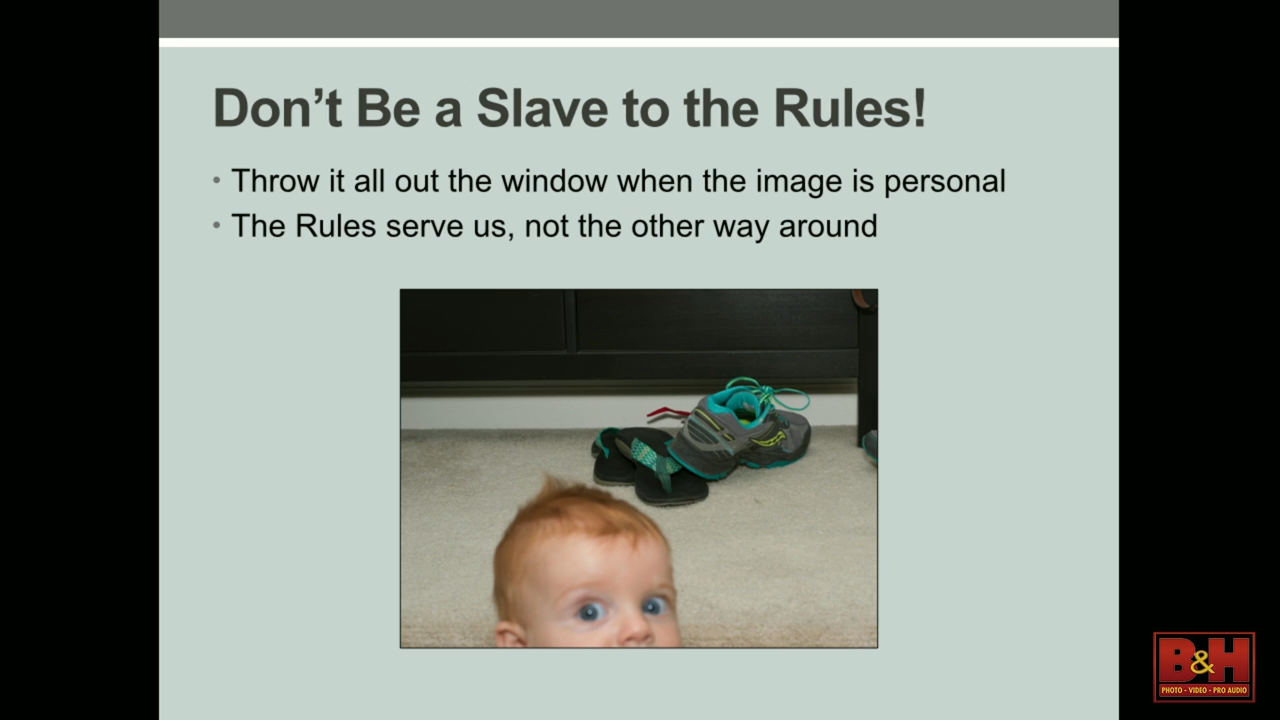 Don’t Be a Slave to the Rules!
• Throw it all out the window when the image is personal
• The Rules serve us, not the other way around
B&H
PHOTO - VIDEO - PRO AUDIO